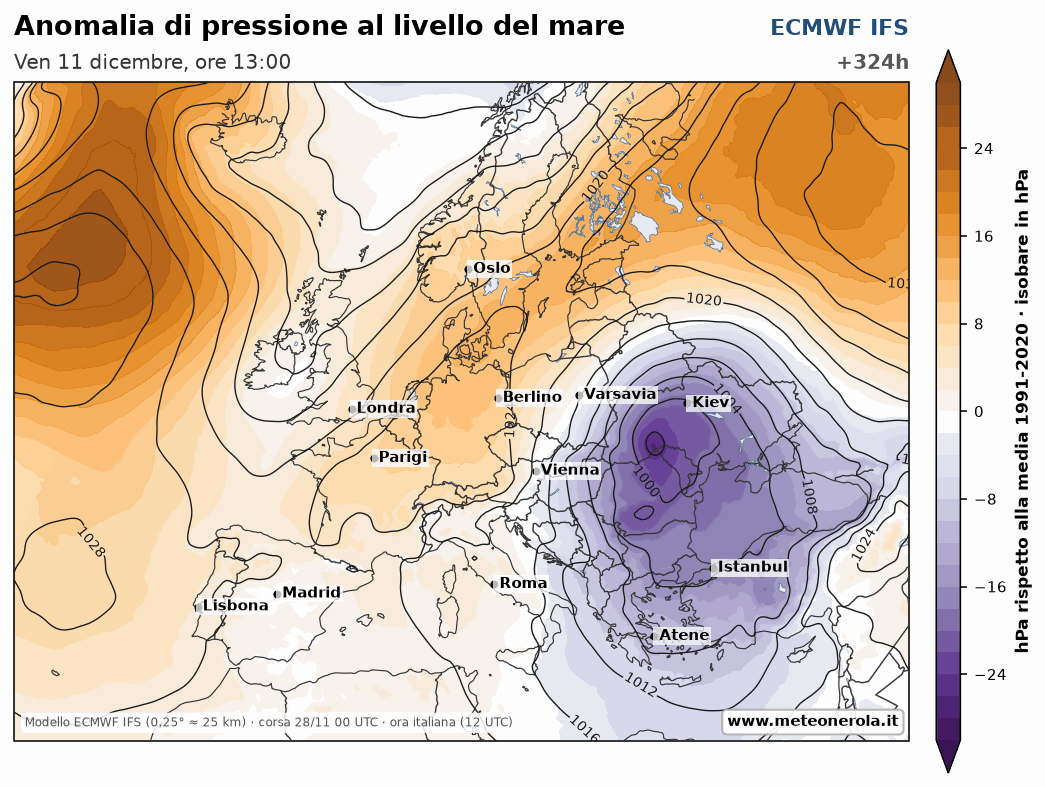 Anomalia di pressione al livello del mare
ECMWF IFS
Ven 11 dicembre, ore 13:00
+324h
1020
Oslo
1020
24
16
8
0
−8
−16
−24
hPa rispetto alla media 1991-2020 · isobare in hPa
Berlino
Varsavia
Kiev
Londra
1024
Parigi
Vienna
1000
1008
1028
1024
Istanbul
Madrid
Roma
Lisbona
Atene
1012
1016
Modello ECMWF IFS (0,25° ≈ 25 km) · corsa 28/11 00 UTC · ora italiana (12 UTC)
www.meteonerola.it